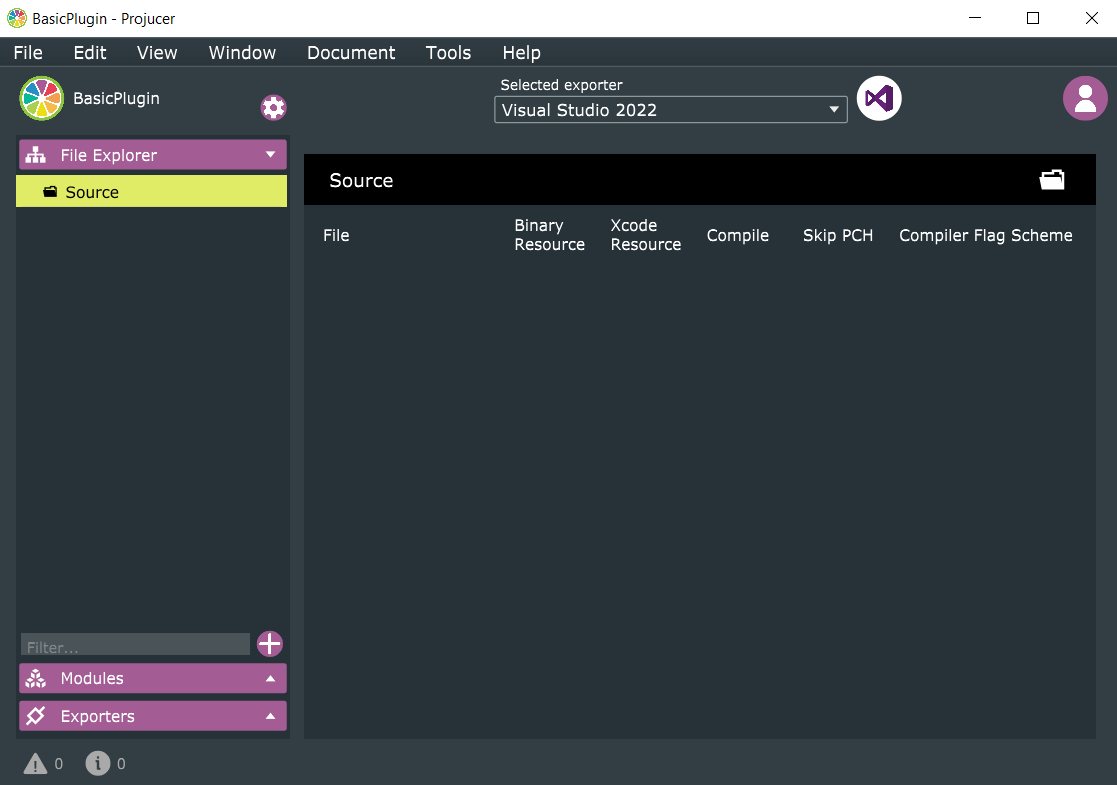 BasicPlugin - Projucer
File Edit View Window Document Tools Help
BasicPlugin
Selected exporter
Visual Studio 2022
File Explorer
Source
Source
File
Binary
Resource
Xcode
Resource
Compile
Skip PCH
Compiler Flag Scheme
Filter...
Modules
Exporters
0
0